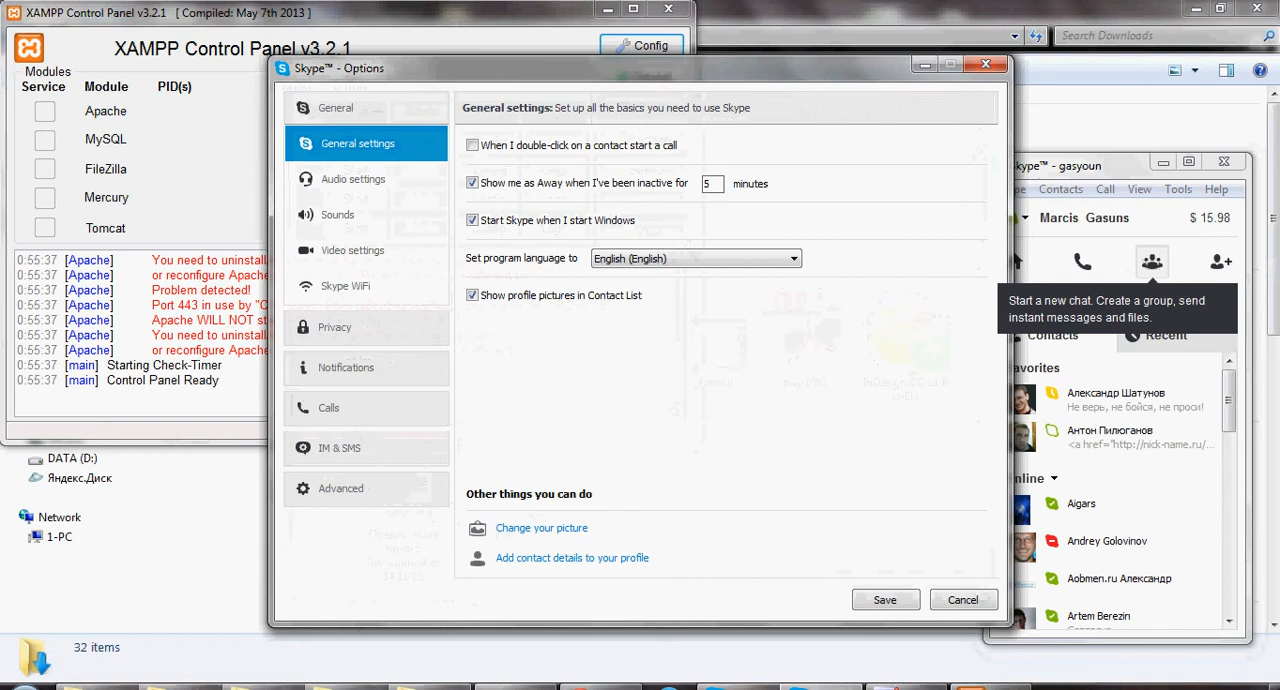 XAMPP Control Panel v3.2.1 [ Compiled: May 7th 2013 ]
XAMPP Control Panel v3.2.1
Config
Modules
Service Module PID(s)
Apache
MySQL
FileZilla
Mercury
Tomcat
0:55:37 [Apache] You need to uninstal
0:55:37 [Apache] or reconfigure Apache
0:55:37 [Apache] Problem detected!
0:55:37 [Apache] Port 443 in use by "C
0:55:37 [Apache] Apache WILL NOT st
0:55:37 [Apache] You need to uninstal
0:55:37 [Apache] or reconfigure Apache
0:55:37 [main] Starting Check-Timer
0:55:37 [main] Control Panel Ready
DATA (D:)
Яндекс.Диск
Network
1-PC
32 items
Search Downloads
Skype™ - Options
General
General settings
Audio settings
Sounds
Video settings
Skype WiFi
Privacy
Notifications
Calls
IM & SMS
Advanced
General settings: Set up all the basics you need to use Skype
When I double-click on a contact start a call
Show me as Away when I've been inactive for 5 minutes
Start Skype when I start Windows
Set program language to English (English)
Show profile pictures in Contact List
Other things you can do
Change your picture
Add contact details to your profile
Save Cancel
kype™ - gasyoun
pe Contacts Call View Tools Help
Marcis Gasuns $ 15.98
Start a new chat. Create a group, send
instant messages and files.
Contacts Recent
avorites
Александр Шатунов
Не верь, не бойся, не проси!
Антон Пилюганов
<a href="http://nick-name.ru/...
nline
Aigars
Andrey Golovinov
Aobmen.ru Александр
Artem Berezin